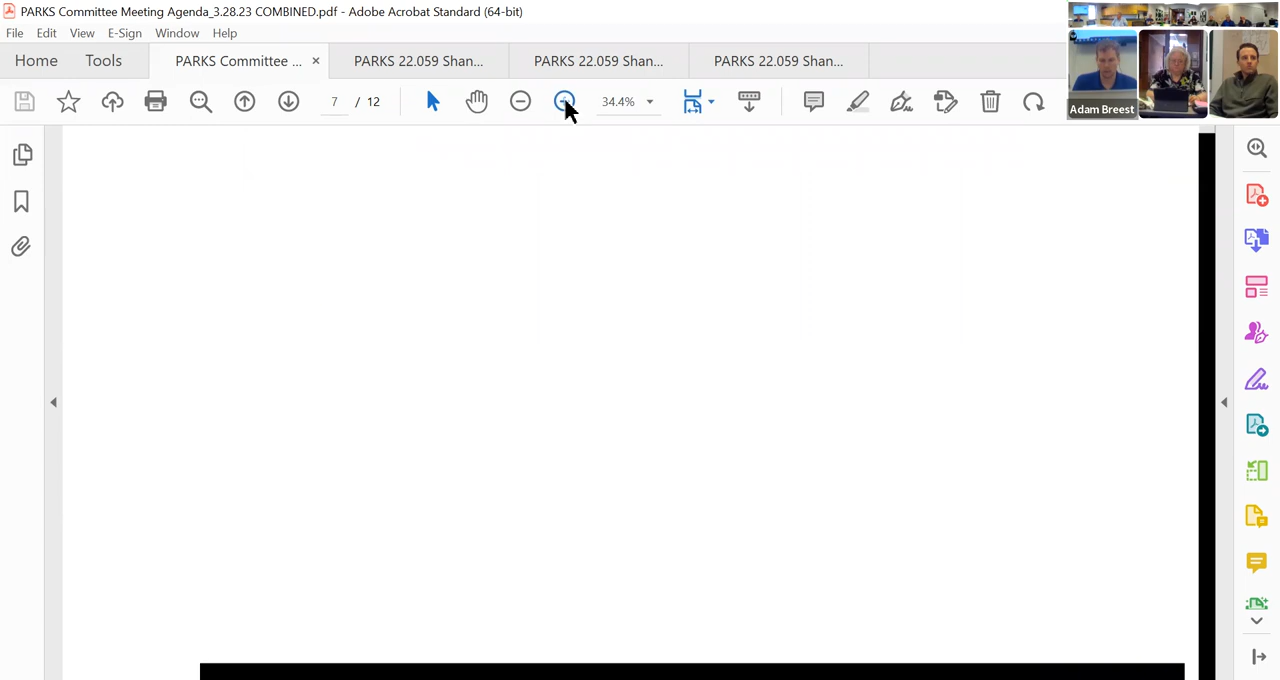 PARKS Committee Meeting Agenda_3.28.23 COMBINED.pdf - Adobe Acrobat Standard (64-bit)
File Edit View E-Sign Window Help
Home Tools PARKS Committee ... × PARKS 22.059 Shan... PARKS 22.059 Shan... PARKS 22.059 Shan...
7 / 12 34.4%
Adam Breest